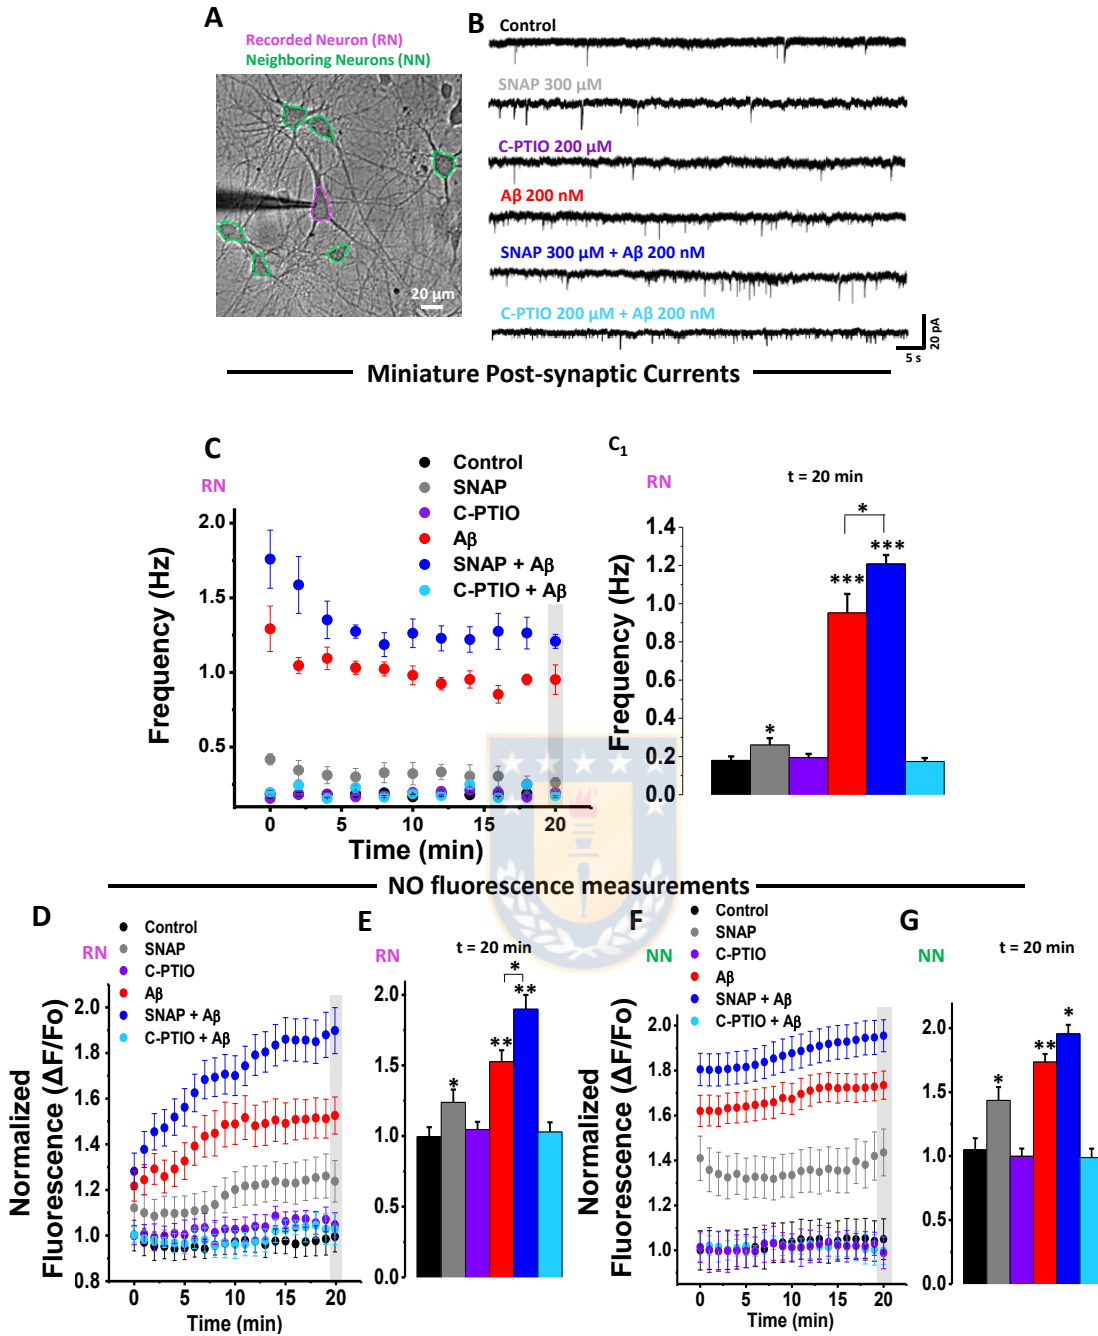 A
Recorded Neuron (RN)
Neighboring Neurons (NN)
20 μm
B
Control
SNAP 300 μM
C-PTIO 200 μM
Aβ 200 nM
SNAP 300 μM + Aβ 200 nM
C-PTIO 200 μM + Aβ 200 nM
20 pA
5 s
Miniature Post-synaptic Currents
C
RN
Control
SNAP
C-PTIO
Aβ
SNAP + Aβ
C-PTIO + Aβ
Frequency (Hz)
2.0
1.5
1.0
0.5
0 5 10 15 20
Time (min)
C1
RN
t = 20 min
Frequency (Hz)
1.4
1.2
1.0
0.8
0.6
0.4
0.2
0.0
*
***
***
*
NO fluorescence measurements
D
RN
Control
SNAP
C-PTIO
Aβ
SNAP + Aβ
C-PTIO + Aβ
Normalized
Fluorescence (ΔF/Fo)
2.0
1.8
1.6
1.4
1.2
1.0
0.8
0 5 10 15 20
Time (min)
E
RN
t = 20 min
2.0
1.5
1.0
0.5
0.0
*
**
**
*
F
NN
Control
SNAP
C-PTIO
Aβ
SNAP + Aβ
C-PTIO + Aβ
Normalized
Fluorescence (ΔF/Fo)
2.0
1.8
1.6
1.4
1.2
1.0
0 5 10 15 20
Time (min)
G
NN
t = 20 min
2.0
1.5
1.0
0.5
0.0
*
**
*